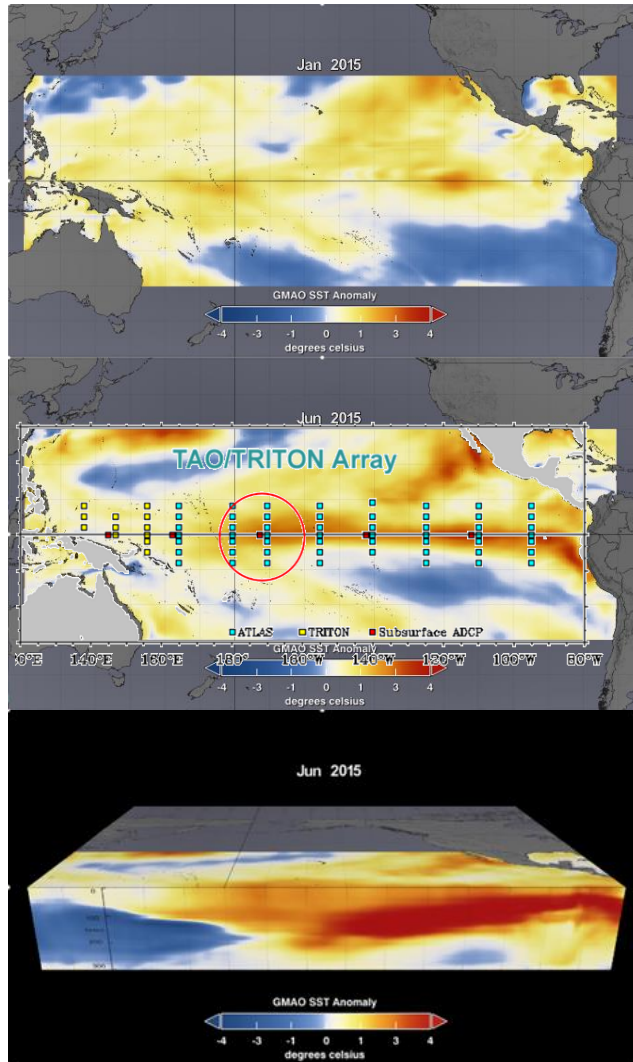 Jan 2015
GMAO SST Anomaly
-4 -3 -1 0 1 3 4
degrees celsius
Jun 2015
TAO/TRITON Array
ATLAS TRITON Subsurface ADCP
140°E 160°E 180° 160°W 140°W 120°W 100°W 80°W
GMAO SST Anomaly
-4 -3 -1 0 1 3 4
degrees celsius
Jun 2015
0
300
GMAO SST Anomaly
-4 -3 -1 0 1 3 4
degrees celsius